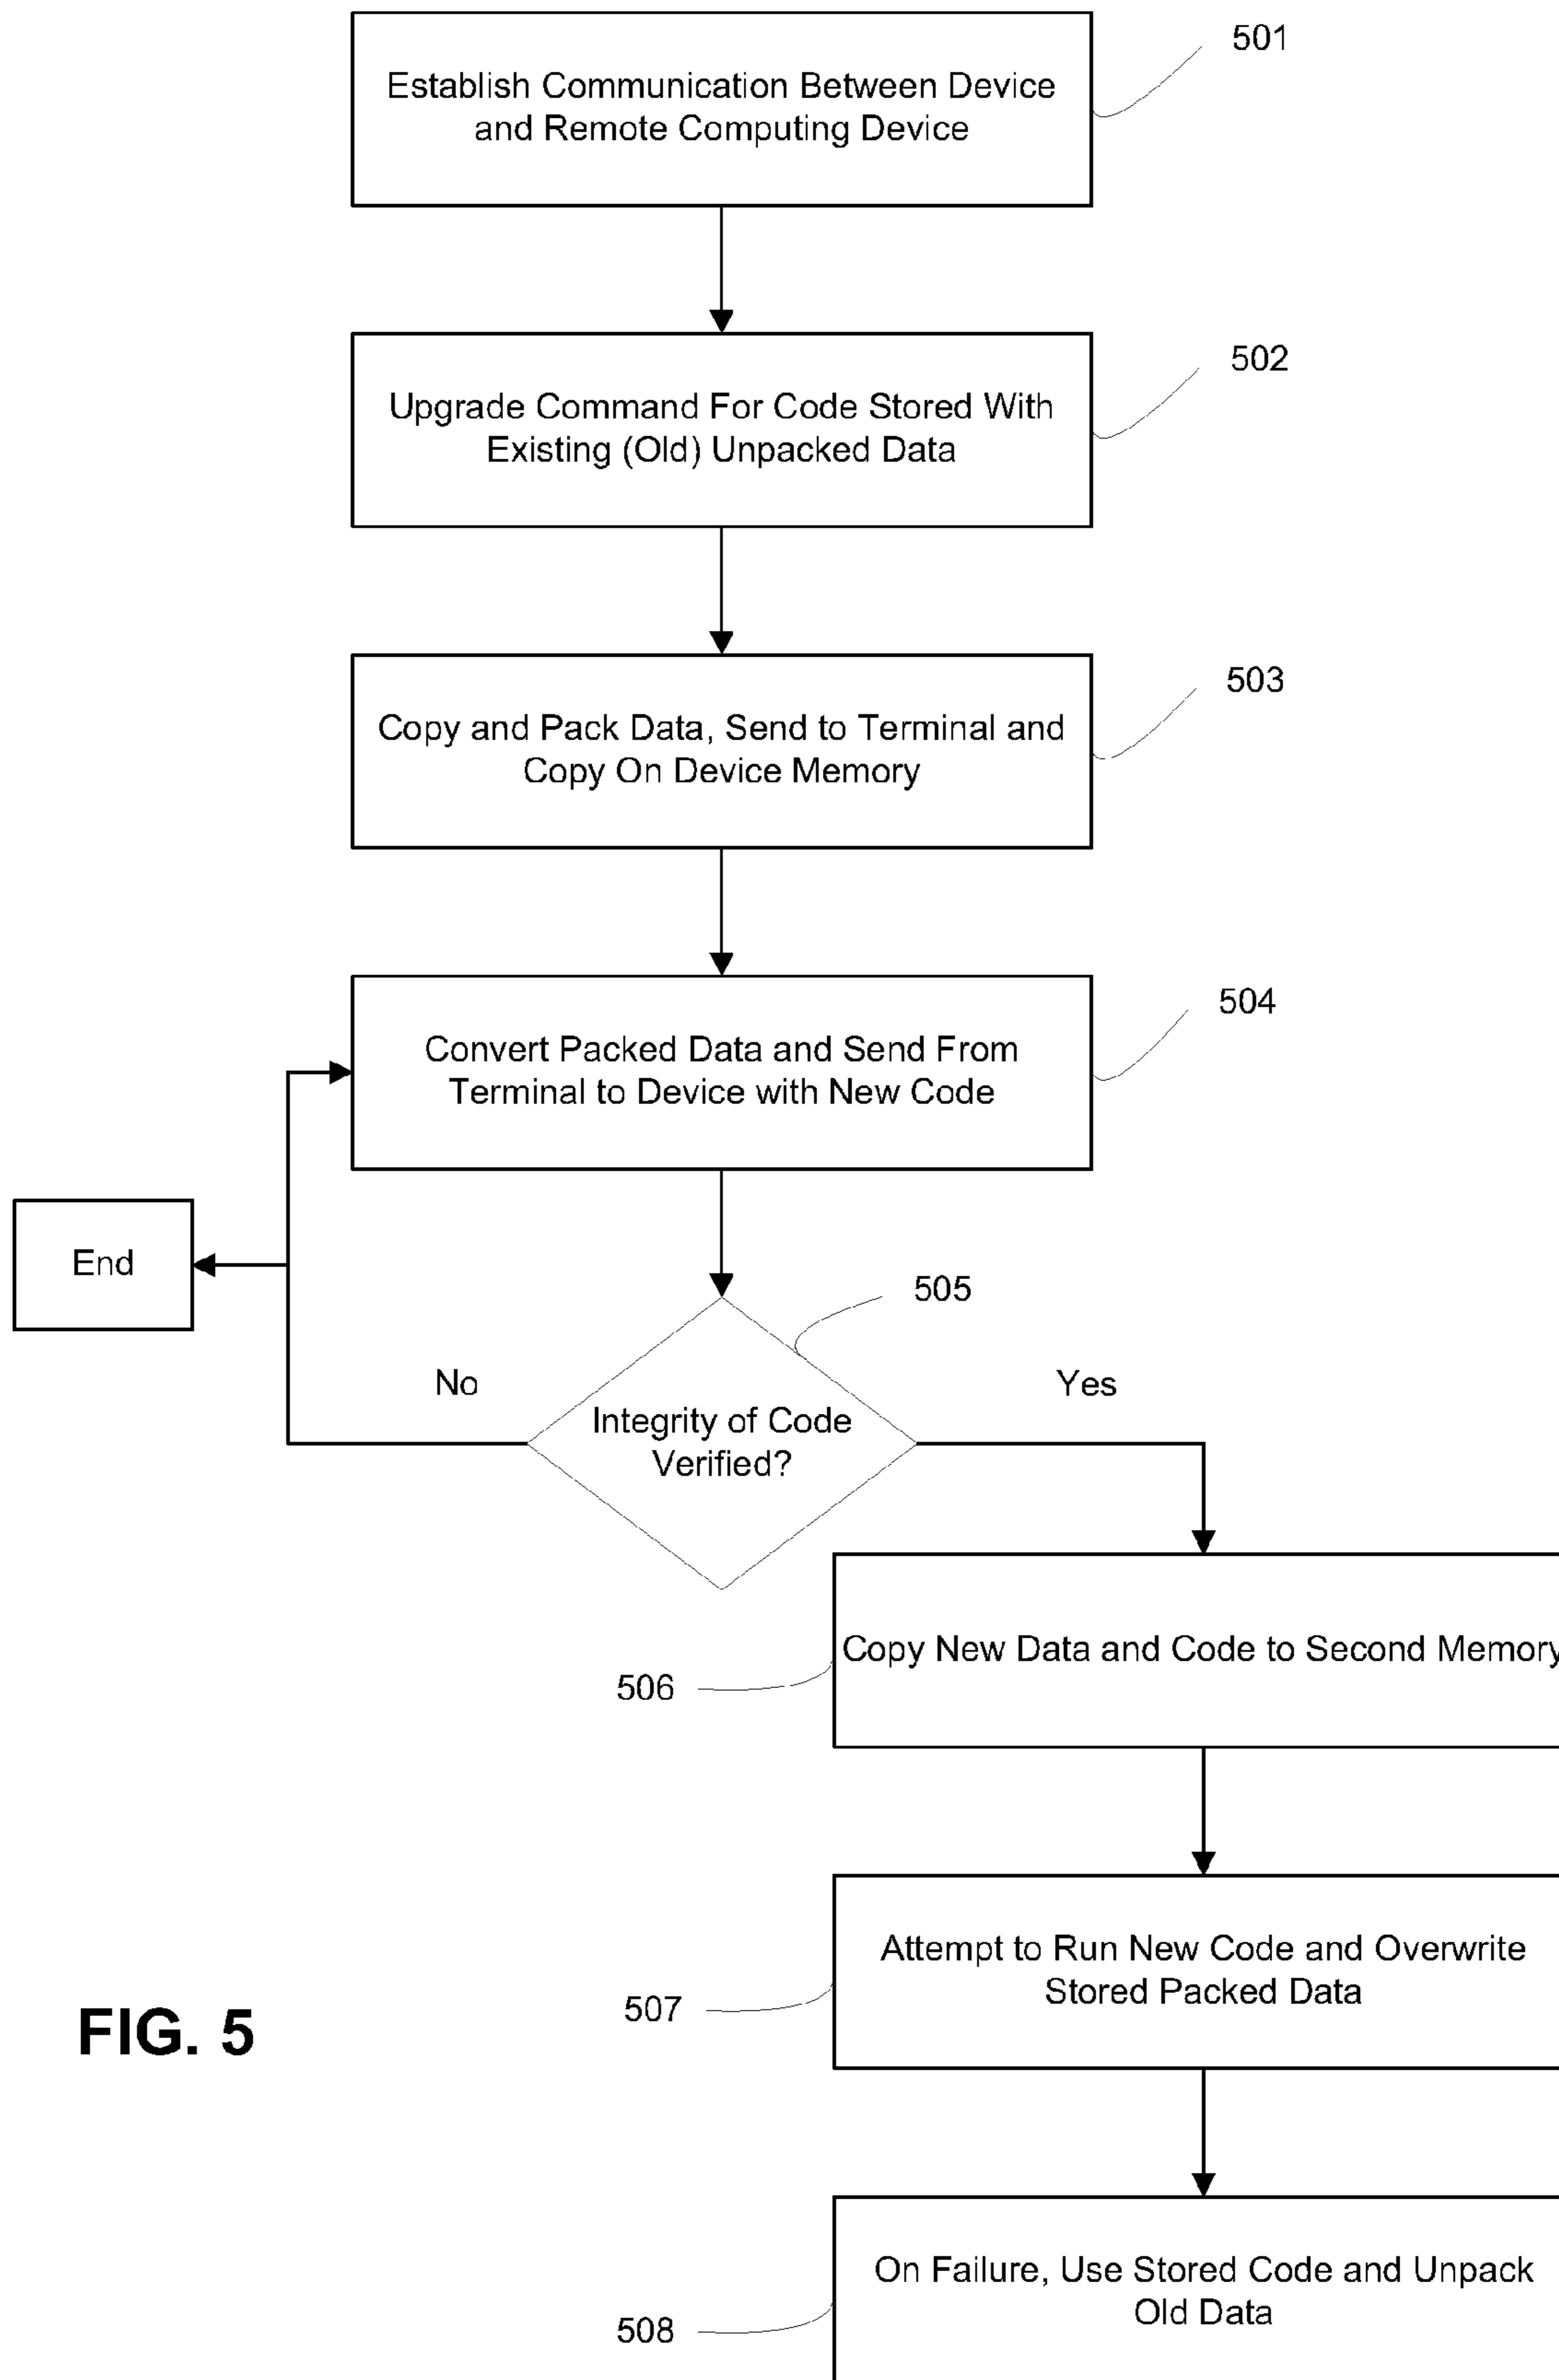 501
Establish Communication Between Device
and Remote Computing Device
502
Upgrade Command For Code Stored With
Existing (Old) Unpacked Data
503
Copy and Pack Data, Send to Terminal and
Copy On Device Memory
504
Convert Packed Data and Send From
Terminal to Device with New Code
End
505
No
Yes
Integrity of Code
Verified?
Copy New Data and Code to Second Memory
506
Attempt to Run New Code and Overwrite
Stored Packed Data
507
FIG. 5
On Failure, Use Stored Code and Unpack
Old Data
508